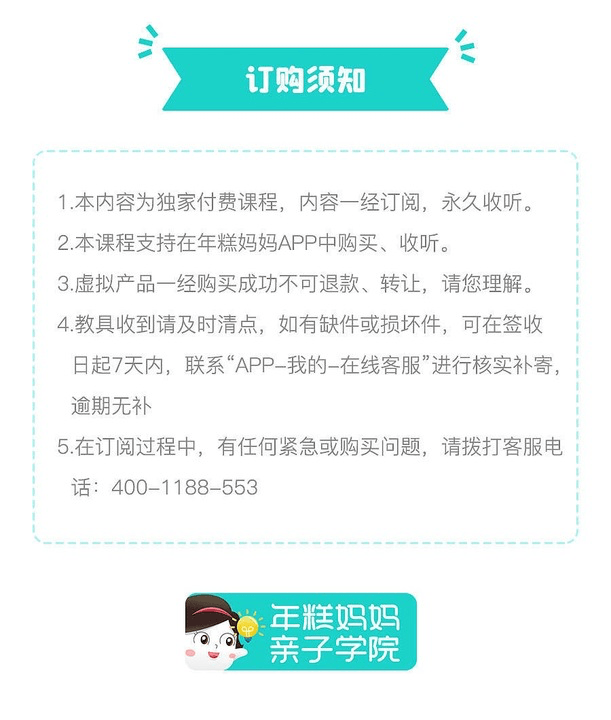 订购须知
1.本内容为独家付费课程，内容一经订阅，永久收听。
2.本课程支持在年糕妈妈APP中购买、收听。
3.虚拟产品一经购买成功不可退款、转让，请您理解。
4.教具收到请及时清点，如有缺件或损坏件，可在签收
日起7天内，联系“APP-我的-在线客服”进行核实补寄，
逾期无补
5.在订阅过程中，有任何紧急或购买问题，请拨打客服电
话：400-1188-553
年糕妈妈
亲子学院